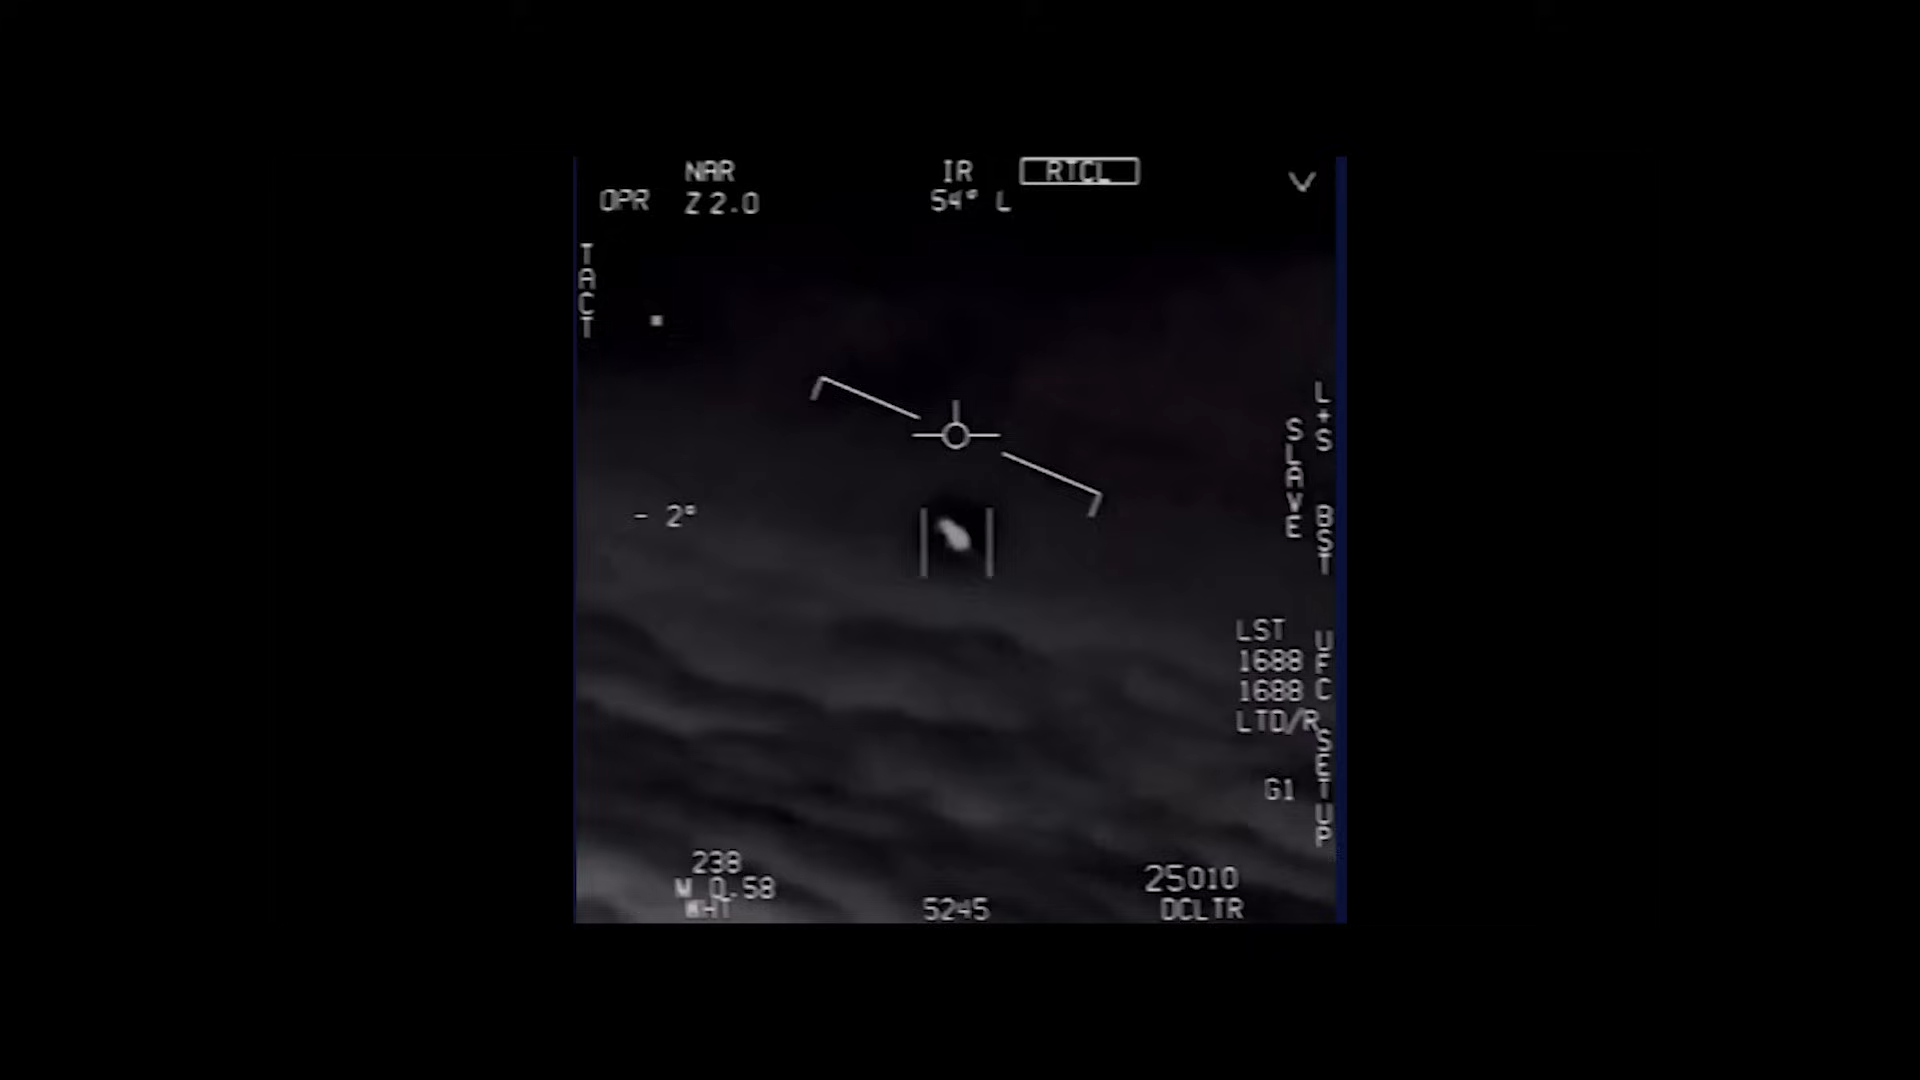 NAR
IR
RTCL
OPR
Z 2.0
54° L
TACT
L+S
SLAVE
- 2°
BST
LST
UFC
1688
1688
LTD/R
SETUP
G1
238
M 0.58
25010
WHT
5245
DCLTR